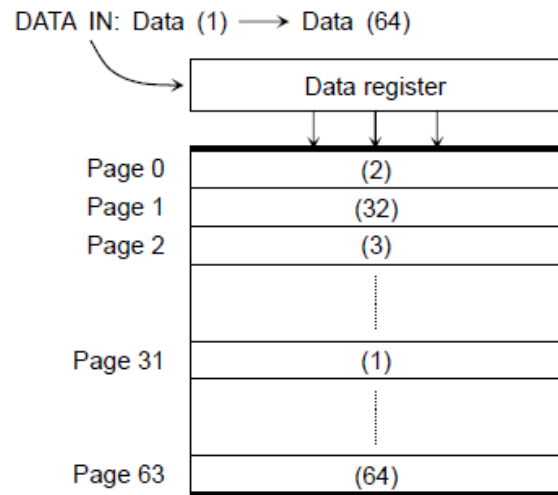 DATA IN: Data (1) ⟶ Data (64)
Data register
Page 0 (2)
Page 1 (32)
Page 2 (3)
Page 31 (1)
Page 63 (64)